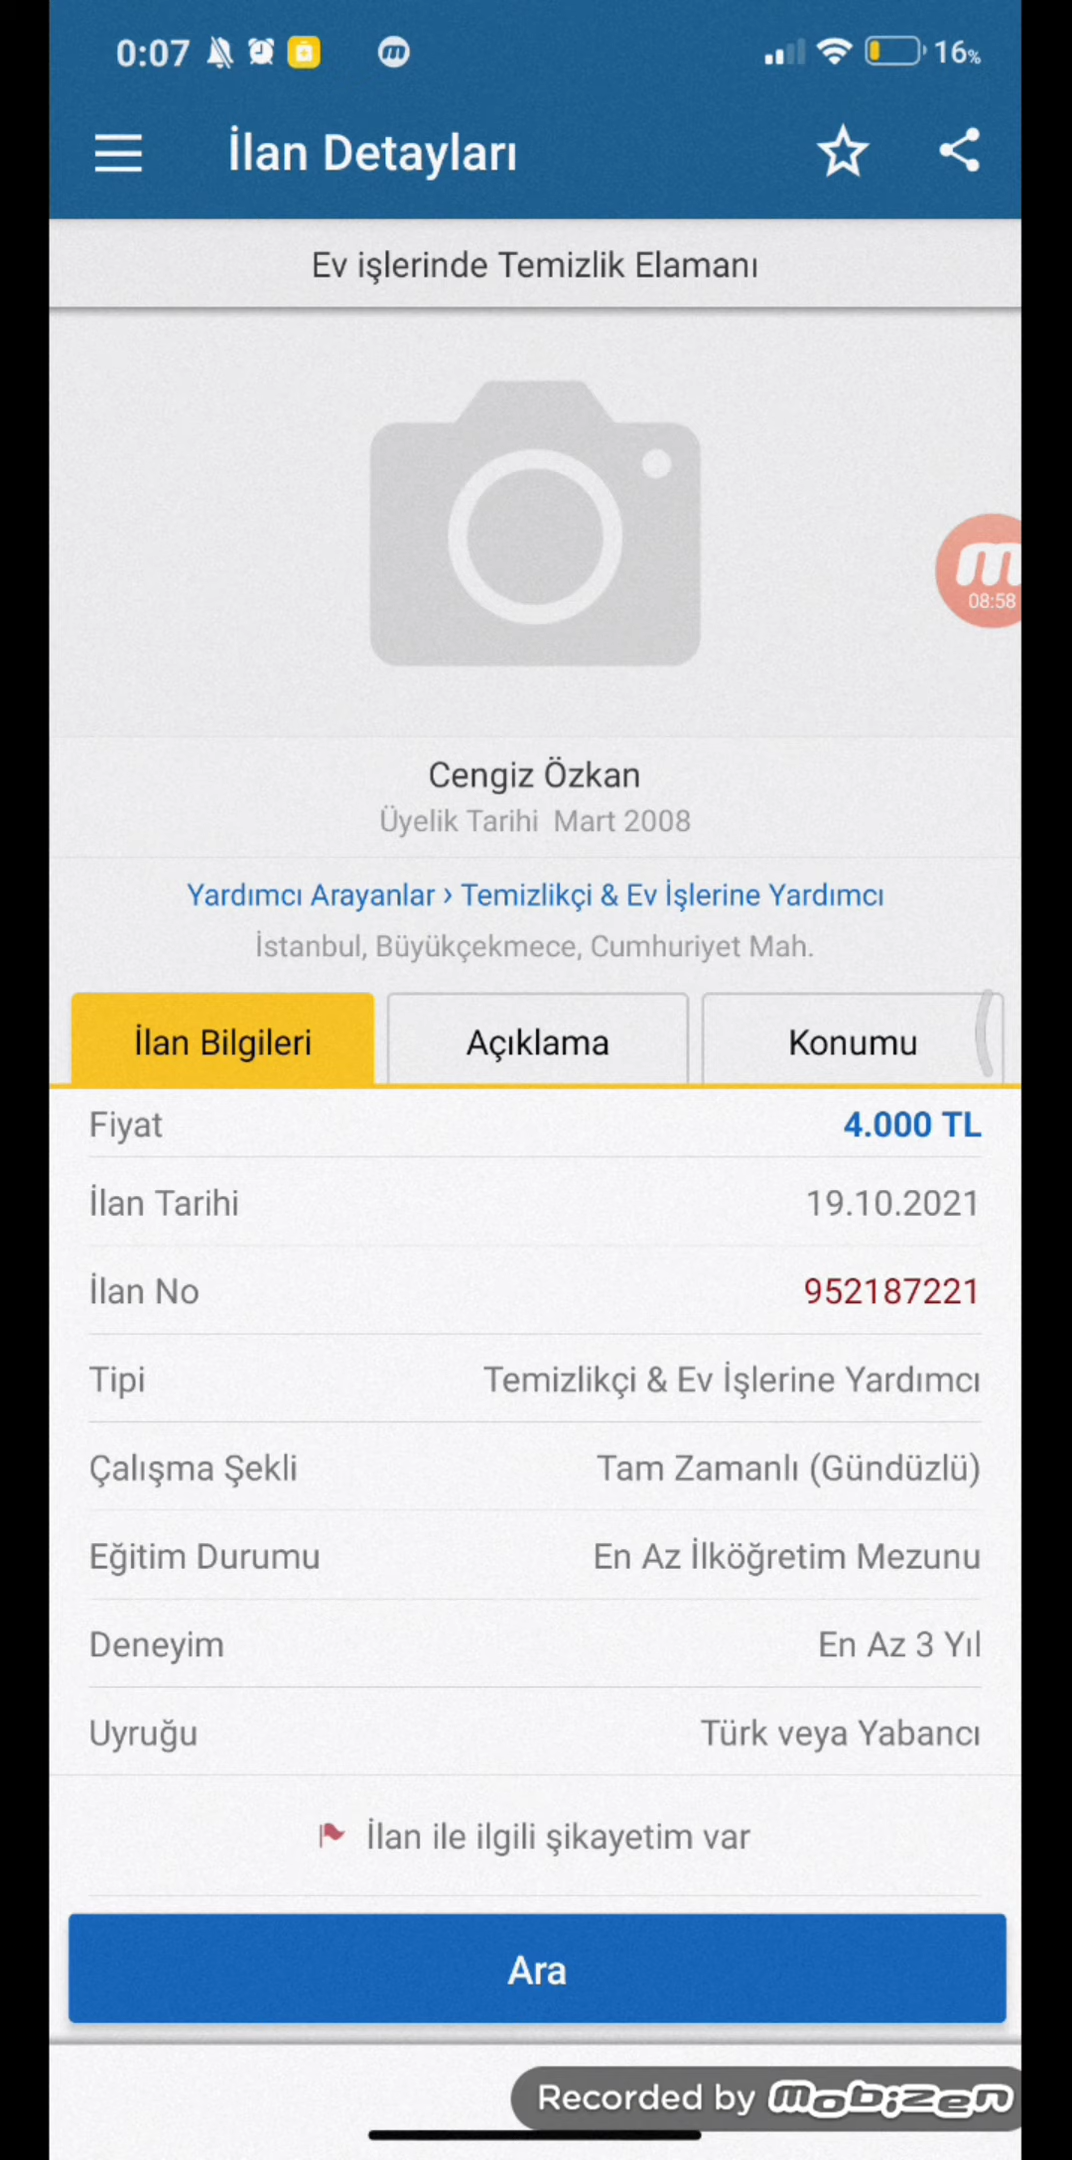 0:07
16%
İlan Detayları
Ev işlerinde Temizlik Elamanı
m
08:58
Cengiz Özkan
Üyelik Tarihi Mart 2008
Yardımcı Arayanlar › Temizlikçi & Ev İşlerine Yardımcı
İstanbul, Büyükçekmece, Cumhuriyet Mah.
İlan Bilgileri Açıklama Konumu
Fiyat 4.000 TL
İlan Tarihi 19.10.2021
İlan No 952187221
Tipi Temizlikçi & Ev İşlerine Yardımcı
Çalışma Şekli Tam Zamanlı (Gündüzlü)
Eğitim Durumu En Az İlköğretim Mezunu
Deneyim En Az 3 Yıl
Uyruğu Türk veya Yabancı
İlan ile ilgili şikayetim var
Ara
Recorded by mobizen